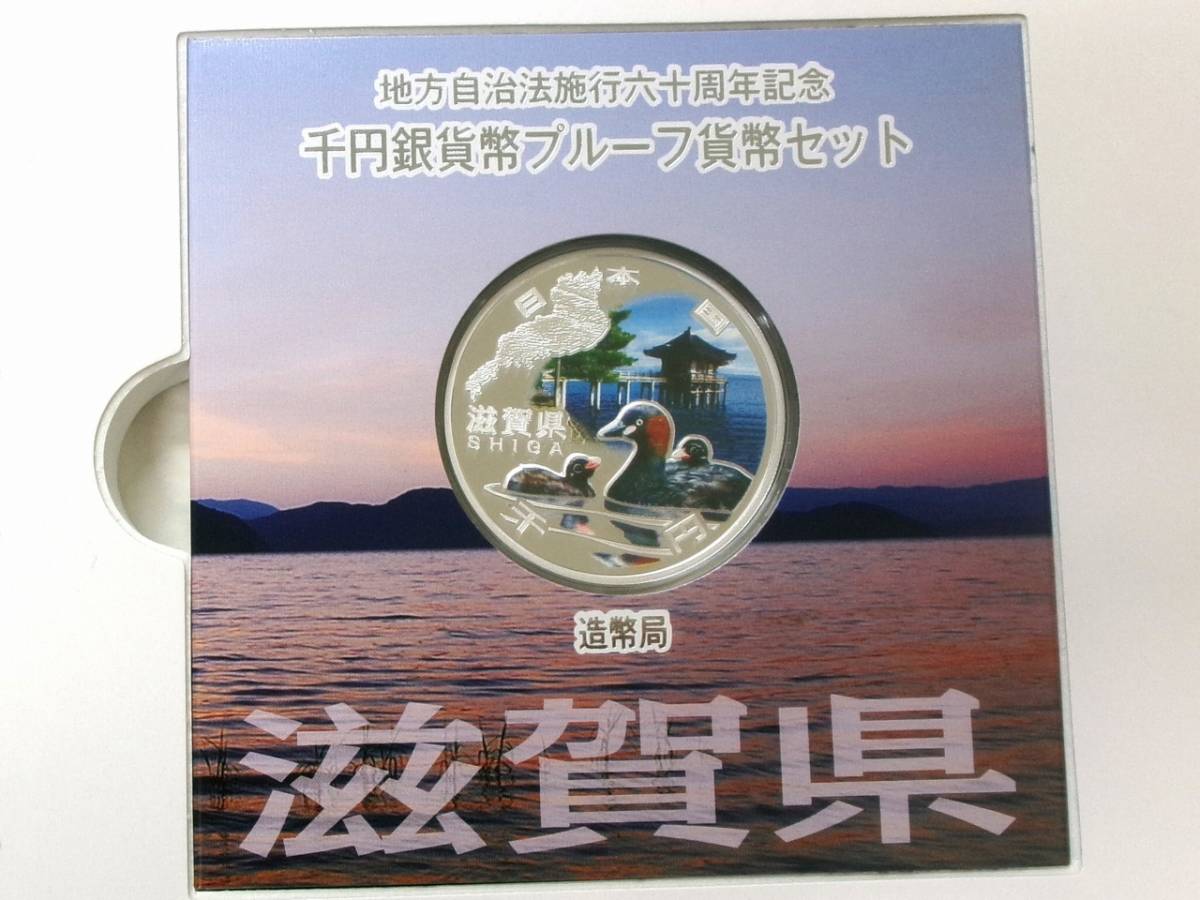 地方自治法施行六十周年記念
千円銀貨幣プルーフ貨幣セット
日本国
滋賀県
SHIGA
千円
造幣局
滋賀県